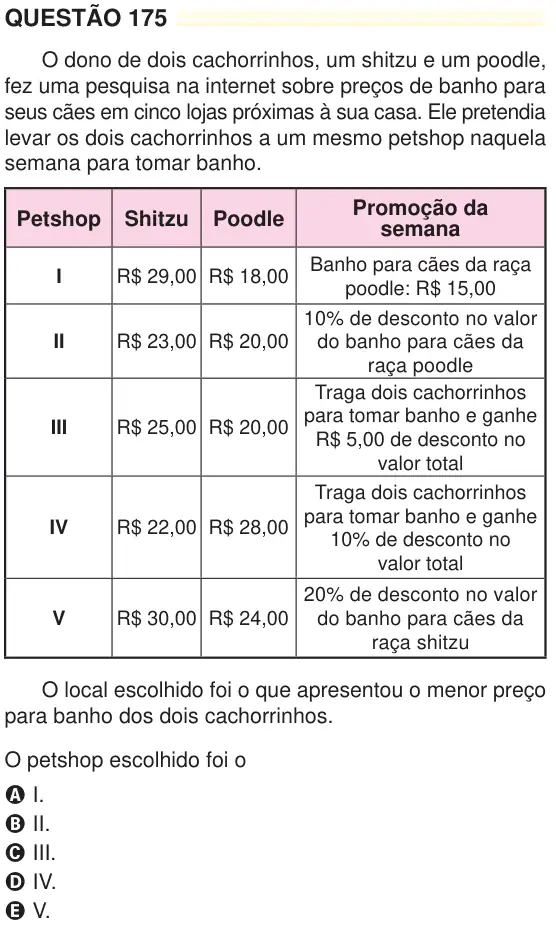 QUESTÃO 175
O dono de dois cachorrinhos, um shitzu e um poodle,
fez uma pesquisa na internet sobre preços de banho para
seus cães em cinco lojas próximas à sua casa. Ele pretendia
levar os dois cachorrinhos a um mesmo petshop naquela
semana para tomar banho.
Petshop Shitzu Poodle Promoção da
semana
I R$ 29,00 R$ 18,00 Banho para cães da raça
poodle: R$ 15,00
II R$ 23,00 R$ 20,00 10% de desconto no valor
do banho para cães da
raça poodle
III R$ 25,00 R$ 20,00 Traga dois cachorrinhos
para tomar banho e ganhe
R$ 5,00 de desconto no
valor total
IV R$ 22,00 R$ 28,00 Traga dois cachorrinhos
para tomar banho e ganhe
10% de desconto no
valor total
V R$ 30,00 R$ 24,00 20% de desconto no valor
do banho para cães da
raça shitzu
O local escolhido foi o que apresentou o menor preço
para banho dos dois cachorrinhos.
O petshop escolhido foi o
A I.
B II.
C III.
D IV.
E V.